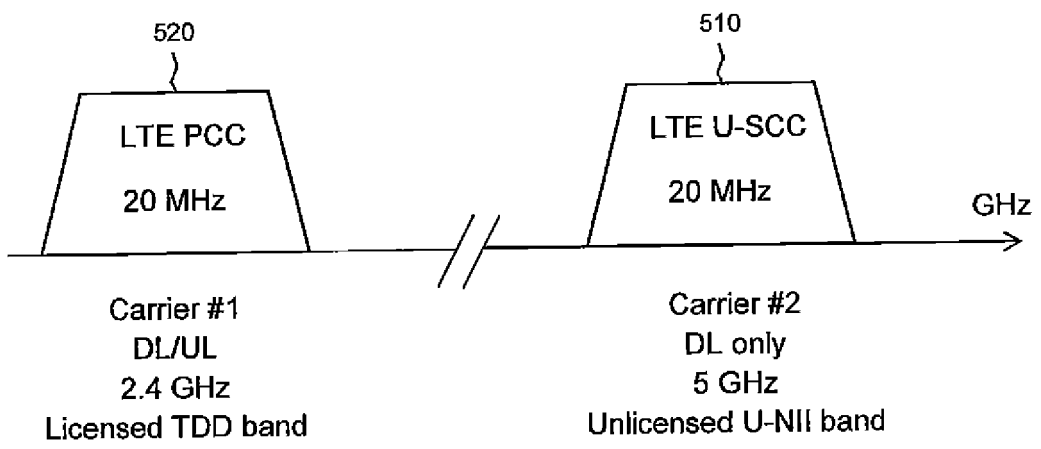 520
510
LTE PCC
20 MHz
LTE U-SCC
20 MHz
GHz
Carrier #1
DL/UL
2.4 GHz
Licensed TDD band
Carrier #2
DL only
5 GHz
Unlicensed U-NII band